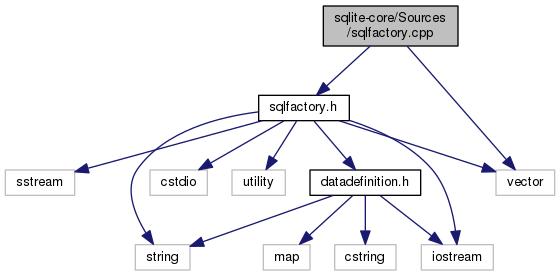 sqlite-core/Sources
/sqlfactory.cpp
sqlfactory.h
sstream
cstdio
utility
datadefinition.h
vector
string
map
cstring
iostream